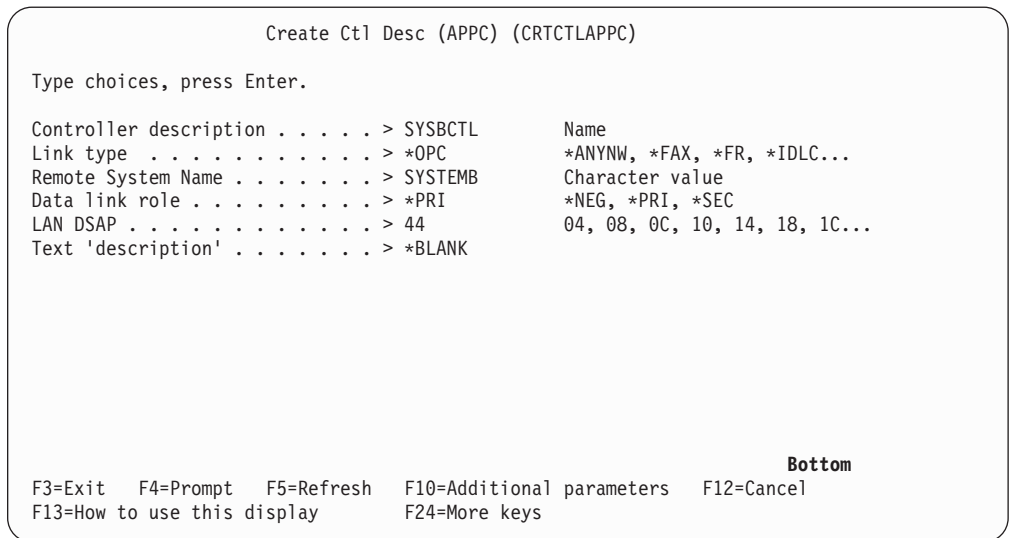 Create Ctl Desc (APPC) (CRTCTLAPPC)
Type choices, press Enter.
Controller description . . . . . > SYSBCTL Name
Link type . . . . . . . . . . . > *OPC *ANYNW, *FAX, *FR, *IDLC...
Remote System Name . . . . . . . > SYSTEMB Character value
Data link role . . . . . . . . . > *PRI *NEG, *PRI, *SEC
LAN DSAP . . . . . . . . . . . . > 44 04, 08, 0C, 10, 14, 18, 1C...
Text 'description' . . . . . . . > *BLANK
Bottom
F3=Exit F4=Prompt F5=Refresh F10=Additional parameters F12=Cancel
F13=How to use this display F24=More keys